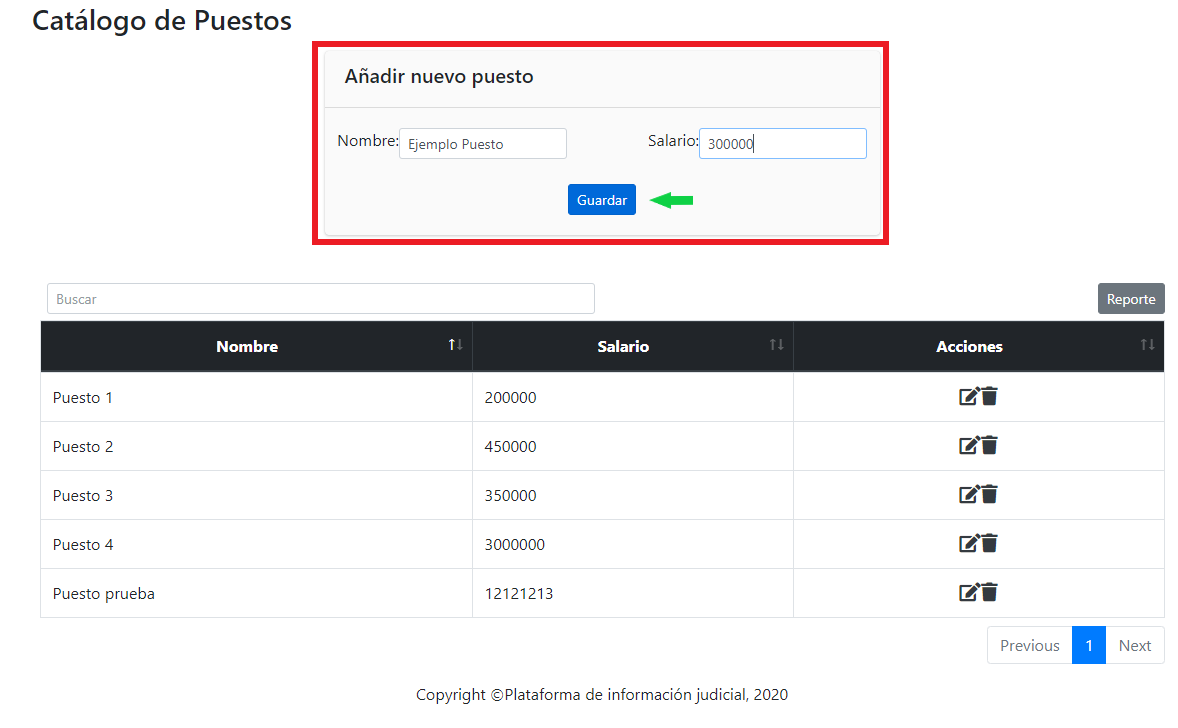 Catálogo de Puestos
Añadir nuevo puesto
Nombre: Ejemplo Puesto Salario: 300000
Guardar
Buscar Reporte
Nombre Salario Acciones
Puesto 1 200000
Puesto 2 450000
Puesto 3 350000
Puesto 4 3000000
Puesto prueba 12121213
Previous 1 Next
Copyright ©Plataforma de información judicial, 2020